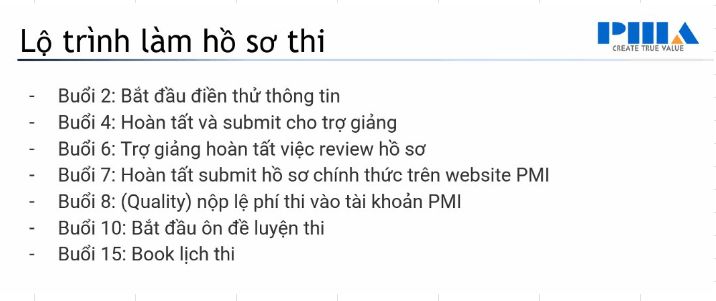 Lộ trình làm hồ sơ thi
PMA
CREATE TRUE VALUE
- Buổi 2: Bắt đầu điền thử thông tin
- Buổi 4: Hoàn tất và submit cho trợ giảng
- Buổi 6: Trợ giảng hoàn tất việc review hồ sơ
- Buổi 7: Hoàn tất submit hồ sơ chính thức trên website PMI
- Buổi 8: (Quality) nộp lệ phí thi vào tài khoản PMI
- Buổi 10: Bắt đầu ôn đề luyện thi
- Buổi 15: Book lịch thi